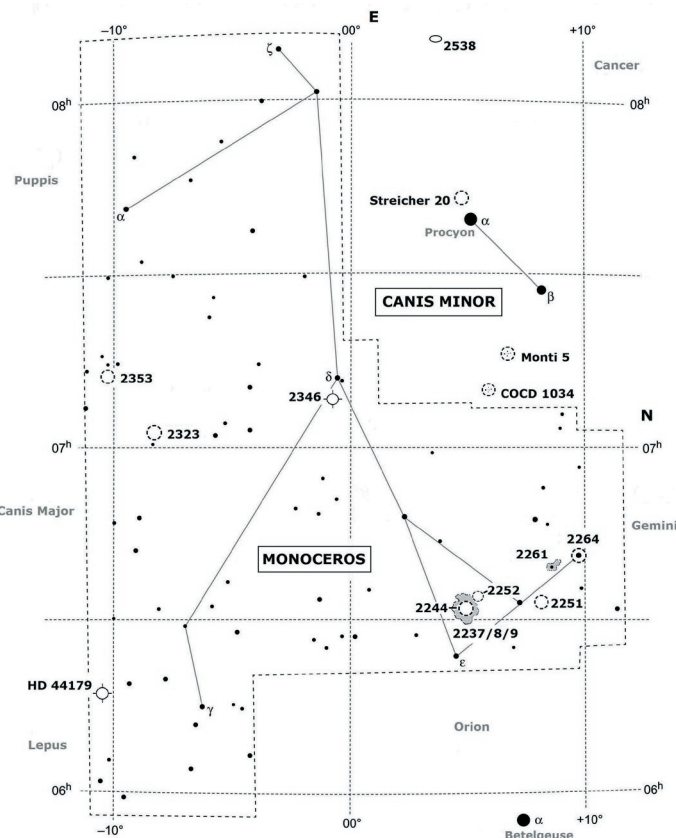 E
−10° 00° +10°
2538
ζ
Cancer
08ʰ 08ʰ
Puppis
Streicher 20
α
α
Procyon
β
CANIS MINOR
Monti 5
δ
2353
2346
COCD 1034
N
2323
07ʰ 07ʰ
Canis Major
Gemini
2264
2261
MONOCEROS
2252
2244
2251
2237/8/9
ε
HD 44179
γ
Orion
Lepus
06ʰ 06ʰ
α
−10° 00° +10°
Betelgeuse